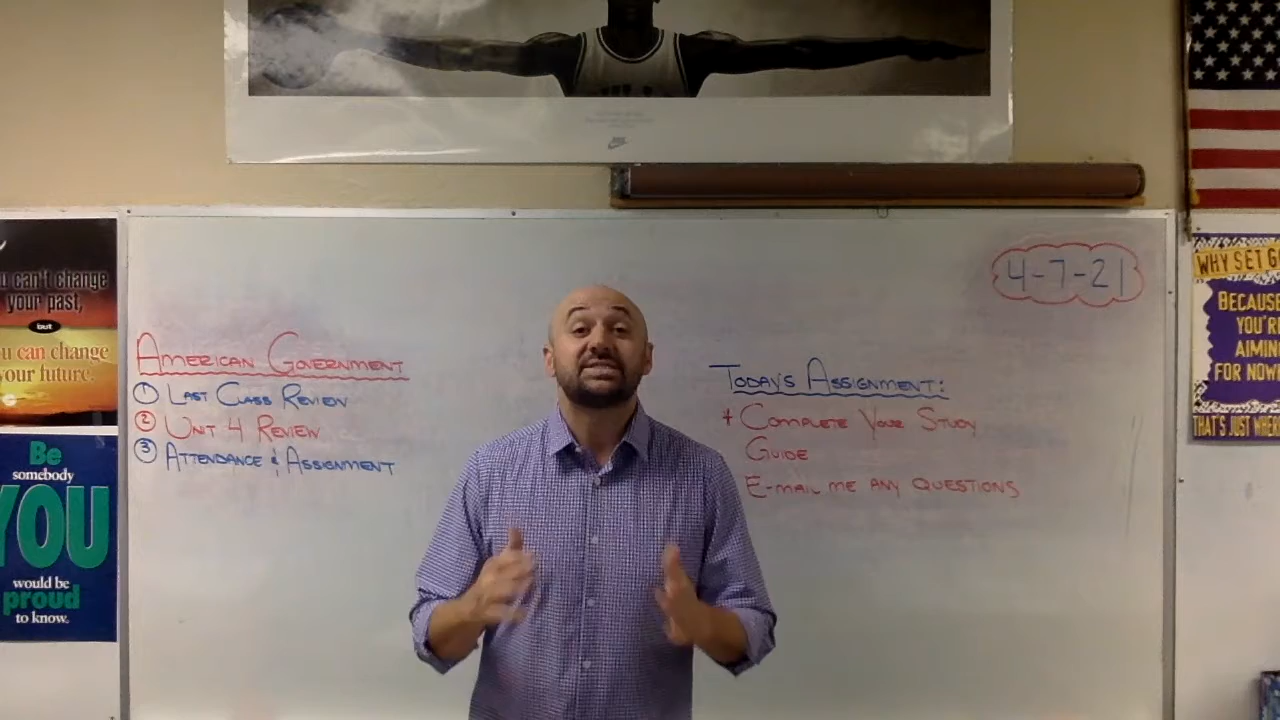 4-7-21
AMERICAN GOVERNMENT
① LAST CLASS REVIEW
② UNIT 4 REVIEW
③ ATTENDANCE & ASSIGNMENT
TODAY'S ASSIGNMENT:
+ COMPLETE YOUR STUDY
GUIDE
E-MAIL ME ANY QUESTIONS
u can't change
your past,
but
u can change
your future.
Be
somebody
YOU
would be
proud
to know.
WHY SET G
BECAUSE
YOU'R
AIMIN
FOR NOW
THAT'S JUST WHER